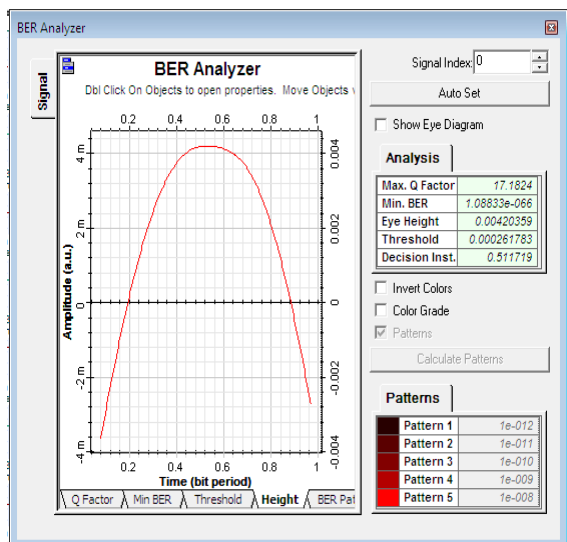 BER Analyzer
Signal
BER Analyzer
Dbl Click On Objects to open properties. Move Objects
0.2 0.4 0.6 0.8 1
4 m
2 m
0
-2 m
-4 m
Amplitude (a.u.)
0.004
0.002
0
-0.002
-0.004
0.2 0.4 0.6 0.8 1
Time (bit period)
Q Factor Min BER Threshold Height BER Pat
Signal Index: 0
Auto Set
Show Eye Diagram
Analysis
Max. Q Factor 17.1824
Min. BER 1.08833e-066
Eye Height 0.00420359
Threshold 0.000261783
Decision Inst. 0.511719
Invert Colors
Color Grade
Patterns
Calculate Patterns
Patterns
Pattern 1 1e-012
Pattern 2 1e-011
Pattern 3 1e-010
Pattern 4 1e-009
Pattern 5 1e-008